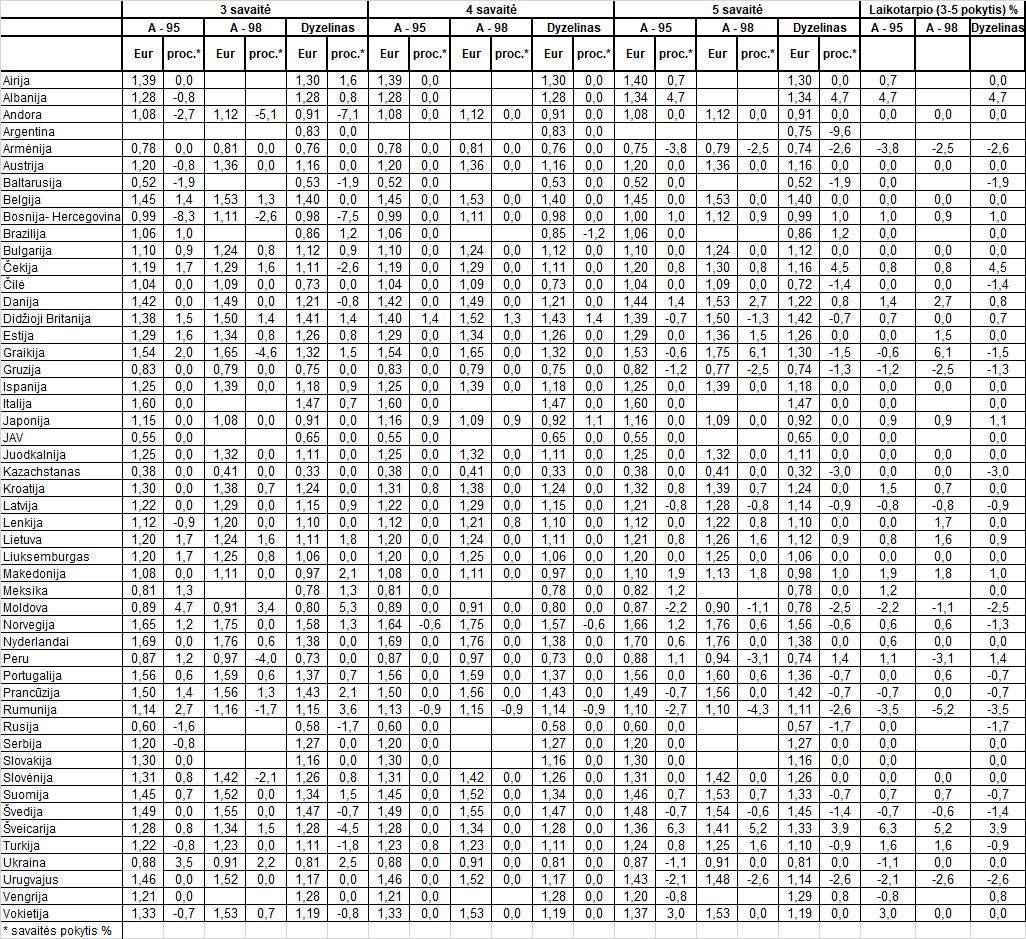 3 savaitė 4 savaitė 5 savaitė Laikotarpio (3-5 pokytis) %
A - 95 A - 98 Dyzelinas A - 95 A - 98 Dyzelinas A - 95 A - 98 Dyzelinas A - 95 A - 98 Dyzelinas
Eur proc.* Eur proc.* Eur proc.* Eur proc.* Eur proc.* Eur proc.* Eur proc.* Eur proc.* Eur proc.*
Airija 1,39 0,0 1,30 1,6 1,39 0,0 1,30 0,0 1,40 0,7 1,30 0,0 0,7 0,0
Albanija 1,28 -0,8 1,28 0,8 1,28 0,0 1,28 0,0 1,34 4,7 1,34 4,7 4,7 4,7
Andora 1,08 -2,7 1,12 -5,1 0,91 -7,1 1,08 0,0 1,12 0,0 0,91 0,0 1,08 0,0 1,12 0,0 0,91 0,0 0,0 0,0 0,0
Argentina 0,83 0,0 0,83 0,0 0,75 -9,6
Armėnija 0,78 0,0 0,81 0,0 0,76 0,0 0,78 0,0 0,81 0,0 0,76 0,0 0,75 -3,8 0,79 -2,5 0,74 -2,6 -3,8 -2,5 -2,6
Austrija 1,20 -0,8 1,36 0,0 1,16 0,0 1,20 0,0 1,36 0,0 1,16 0,0 1,20 0,0 1,36 0,0 1,16 0,0 0,0 0,0 0,0
Baltarusija 0,52 -1,9 0,53 -1,9 0,52 0,0 0,53 0,0 0,52 0,0 0,52 -1,9 0,0 -1,9
Belgija 1,45 1,4 1,53 1,3 1,40 0,0 1,45 0,0 1,53 0,0 1,40 0,0 1,45 0,0 1,53 0,0 1,40 0,0 0,0 0,0 0,0
Bosnija- Hercegovina 0,99 -8,3 1,11 -2,6 0,98 -7,5 0,99 0,0 1,11 0,0 0,98 0,0 1,00 1,0 1,12 0,9 0,99 1,0 1,0 0,9 1,0
Brazilija 1,06 1,0 0,86 1,2 1,06 0,0 0,85 -1,2 1,06 0,0 0,86 1,2 0,0 0,0
Bulgarija 1,10 0,9 1,24 0,8 1,12 0,9 1,10 0,0 1,24 0,0 1,12 0,0 1,10 0,0 1,24 0,0 1,12 0,0 0,0 0,0 0,0
Čekija 1,19 1,7 1,29 1,6 1,11 -2,6 1,19 0,0 1,29 0,0 1,11 0,0 1,20 0,8 1,30 0,8 1,16 4,5 0,8 0,8 4,5
Čilė 1,04 0,0 1,09 0,0 0,73 0,0 1,04 0,0 1,09 0,0 0,73 0,0 1,04 0,0 1,09 0,0 0,72 -1,4 0,0 0,0 -1,4
Danija 1,42 0,0 1,49 0,0 1,21 -0,8 1,42 0,0 1,49 0,0 1,21 0,0 1,44 1,4 1,53 2,7 1,22 0,8 1,4 2,7 0,8
Didžioji Britanija 1,38 1,5 1,50 1,4 1,41 1,4 1,40 1,4 1,52 1,3 1,43 1,4 1,39 -0,7 1,50 -1,3 1,42 -0,7 0,7 0,0 0,7
Estija 1,29 1,6 1,34 0,8 1,26 0,8 1,29 0,0 1,34 0,0 1,26 0,0 1,29 0,0 1,36 1,5 1,26 0,0 0,0 1,5 0,0
Graikija 1,54 2,0 1,65 -4,6 1,32 1,5 1,54 0,0 1,65 0,0 1,32 0,0 1,53 -0,6 1,75 6,1 1,30 -1,5 -0,6 6,1 -1,5
Gruzija 0,83 0,0 0,79 0,0 0,75 0,0 0,83 0,0 0,79 0,0 0,75 0,0 0,82 -1,2 0,77 -2,5 0,74 -1,3 -1,2 -2,5 -1,3
Ispanija 1,25 0,0 1,39 0,0 1,18 0,9 1,25 0,0 1,39 0,0 1,18 0,0 1,25 0,0 1,39 0,0 1,18 0,0 0,0 0,0 0,0
Italija 1,60 0,0 1,47 0,7 1,60 0,0 1,47 0,0 1,60 0,0 1,47 0,0 0,0 0,0
Japonija 1,15 0,0 1,08 0,0 0,91 0,0 1,16 0,9 1,09 0,9 0,92 1,1 1,16 0,0 1,09 0,0 0,92 0,0 0,9 0,9 1,1
JAV 0,55 0,0 0,65 0,0 0,55 0,0 0,65 0,0 0,55 0,0 0,65 0,0 0,0 0,0
Juodkalnija 1,25 0,0 1,32 0,0 1,11 0,0 1,25 0,0 1,32 0,0 1,11 0,0 1,25 0,0 1,32 0,0 1,11 0,0 0,0 0,0 0,0
Kazachstanas 0,38 0,0 0,41 0,0 0,33 0,0 0,38 0,0 0,41 0,0 0,33 0,0 0,38 0,0 0,41 0,0 0,32 -3,0 0,0 0,0 -3,0
Kroatija 1,30 0,0 1,38 0,7 1,24 0,0 1,31 0,8 1,38 0,0 1,24 0,0 1,32 0,8 1,39 0,7 1,24 0,0 1,5 0,7 0,0
Latvija 1,22 0,0 1,29 0,0 1,15 0,9 1,22 0,0 1,29 0,0 1,15 0,0 1,21 -0,8 1,28 -0,8 1,14 -0,9 -0,8 -0,8 -0,9
Lenkija 1,12 -0,9 1,20 0,0 1,10 0,0 1,12 0,0 1,21 0,8 1,10 0,0 1,12 0,0 1,22 0,8 1,10 0,0 0,0 1,7 0,0
Lietuva 1,20 1,7 1,24 1,6 1,11 1,8 1,20 0,0 1,24 0,0 1,11 0,0 1,21 0,8 1,26 1,6 1,12 0,9 0,8 1,6 0,9
Liuksemburgas 1,20 1,7 1,25 0,8 1,06 0,0 1,20 0,0 1,25 0,0 1,06 0,0 1,20 0,0 1,25 0,0 1,06 0,0 0,0 0,0 0,0
Makedonija 1,08 0,0 1,11 0,0 0,97 2,1 1,08 0,0 1,11 0,0 0,97 0,0 1,10 1,9 1,13 1,8 0,98 1,0 1,9 1,8 1,0
Meksika 0,81 1,3 0,78 1,3 0,81 0,0 0,78 0,0 0,82 1,2 0,78 0,0 1,2 0,0
Moldova 0,89 4,7 0,91 3,4 0,80 5,3 0,89 0,0 0,91 0,0 0,80 0,0 0,87 -2,2 0,90 -1,1 0,78 -2,5 -2,2 -1,1 -2,5
Norvegija 1,65 1,2 1,75 0,0 1,58 1,3 1,64 -0,6 1,75 0,0 1,57 -0,6 1,66 1,2 1,76 0,6 1,56 -0,6 0,6 0,6 -1,3
Nyderlandai 1,69 0,0 1,76 0,6 1,38 0,0 1,69 0,0 1,76 0,0 1,38 0,0 1,70 0,6 1,76 0,0 1,38 0,0 0,6 0,0 0,0
Peru 0,87 1,2 0,97 -4,0 0,73 0,0 0,87 0,0 0,97 0,0 0,73 0,0 0,88 1,1 0,94 -3,1 0,74 1,4 1,1 -3,1 1,4
Portugalija 1,56 0,6 1,59 0,6 1,37 0,7 1,56 0,0 1,59 0,0 1,37 0,0 1,56 0,0 1,60 0,6 1,36 -0,7 0,0 0,6 -0,7
Prancūzija 1,50 1,4 1,56 1,3 1,43 2,1 1,50 0,0 1,56 0,0 1,43 0,0 1,49 -0,7 1,56 0,0 1,42 -0,7 -0,7 0,0 -0,7
Rumunija 1,14 2,7 1,16 -1,7 1,15 3,6 1,13 -0,9 1,15 -0,9 1,14 -0,9 1,10 -2,7 1,10 -4,3 1,11 -2,6 -3,5 -5,2 -3,5
Rusija 0,60 -1,6 0,58 -1,7 0,60 0,0 0,58 0,0 0,60 0,0 0,57 -1,7 0,0 -1,7
Serbija 1,20 -0,8 1,27 0,0 1,20 0,0 1,27 0,0 1,20 0,0 1,27 0,0 0,0 0,0
Slovakija 1,30 0,0 1,16 0,0 1,30 0,0 1,16 0,0 1,30 0,0 1,16 0,0 0,0 0,0
Slovėnija 1,31 0,8 1,42 -2,1 1,26 0,8 1,31 0,0 1,42 0,0 1,26 0,0 1,31 0,0 1,42 0,0 1,26 0,0 0,0 0,0 0,0
Suomija 1,45 0,7 1,52 0,0 1,34 1,5 1,45 0,0 1,52 0,0 1,34 0,0 1,46 0,7 1,53 0,7 1,33 -0,7 0,7 0,7 -0,7
Švedija 1,49 0,0 1,55 0,0 1,47 -0,7 1,49 0,0 1,55 0,0 1,47 0,0 1,48 -0,7 1,54 -0,6 1,45 -1,4 -0,7 -0,6 -1,4
Šveicarija 1,28 0,8 1,34 1,5 1,28 -4,5 1,28 0,0 1,34 0,0 1,28 0,0 1,36 6,3 1,41 5,2 1,33 3,9 6,3 5,2 3,9
Turkija 1,22 -0,8 1,23 0,0 1,11 -1,8 1,23 0,8 1,23 0,0 1,11 0,0 1,24 0,8 1,25 1,6 1,10 -0,9 1,6 1,6 -0,9
Ukraina 0,88 3,5 0,91 2,2 0,81 2,5 0,88 0,0 0,91 0,0 0,81 0,0 0,87 -1,1 0,91 0,0 0,81 0,0 -1,1 0,0 0,0
Urugvajus 1,46 0,0 1,52 0,0 1,17 0,0 1,46 0,0 1,52 0,0 1,17 0,0 1,43 -2,1 1,48 -2,6 1,14 -2,6 -2,1 -2,6 -2,6
Vengrija 1,21 0,0 1,28 0,0 1,21 0,0 1,28 0,0 1,20 -0,8 1,29 0,8 -0,8 0,8
Vokietija 1,33 -0,7 1,53 0,7 1,19 -0,8 1,33 0,0 1,53 0,0 1,19 0,0 1,37 3,0 1,53 0,0 1,19 0,0 3,0 0,0 0,0
* savaitės pokytis %